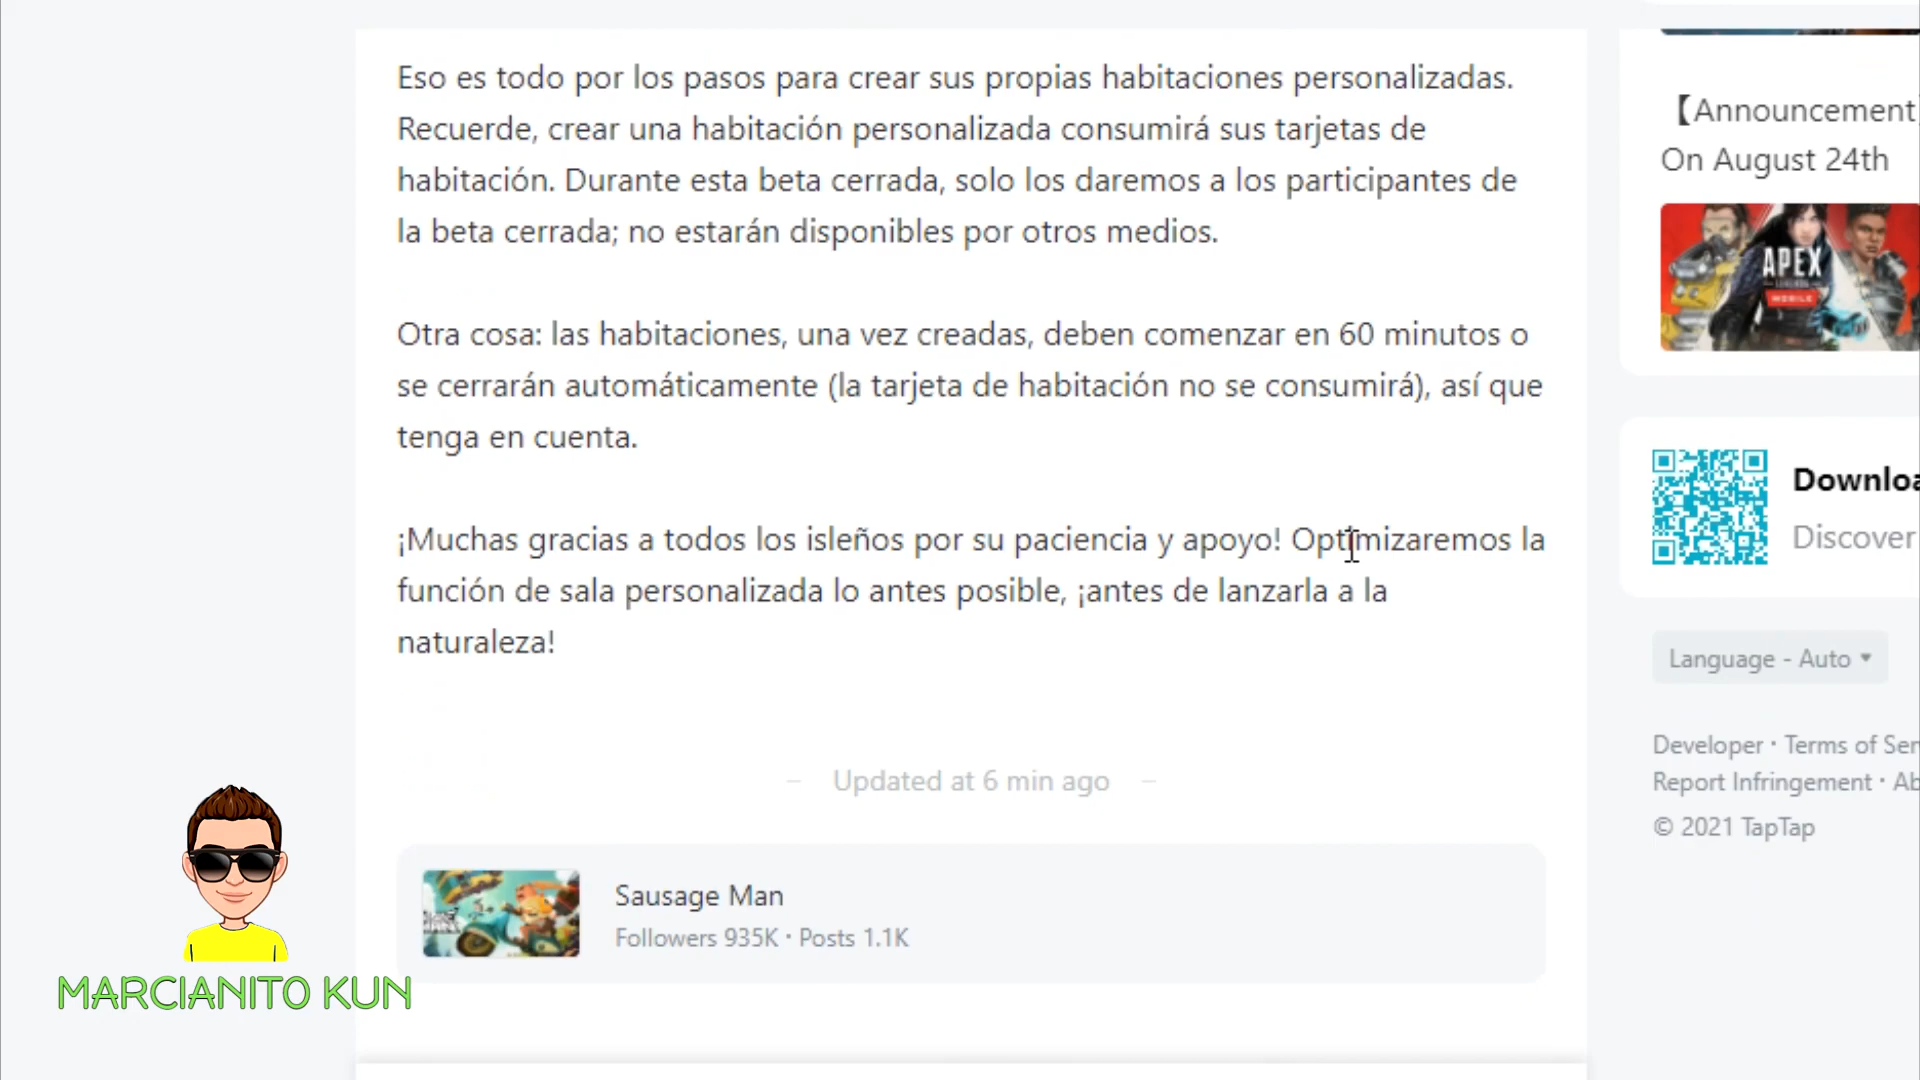 Eso es todo por los pasos para crear sus propias habitaciones personalizadas.
Recuerde, crear una habitación personalizada consumirá sus tarjetas de
habitación. Durante esta beta cerrada, solo los daremos a los participantes de
la beta cerrada; no estarán disponibles por otros medios.
Otra cosa: las habitaciones, una vez creadas, deben comenzar en 60 minutos o
se cerrarán automáticamente (la tarjeta de habitación no se consumirá), así que
tenga en cuenta.
¡Muchas gracias a todos los isleños por su paciencia y apoyo! Optimizaremos la
función de sala personalizada lo antes posible, ¡antes de lanzarla a la
naturaleza!
– Updated at 6 min ago –
Sausage Man
Followers 935K · Posts 1.1K
MARCIANITO KUN
【Announcement
On August 24th
APEX
LEGENDS
MOBILE
Discover
Language - Auto
Developer · Terms of
Report Infringement ·
© 2021 TapTap